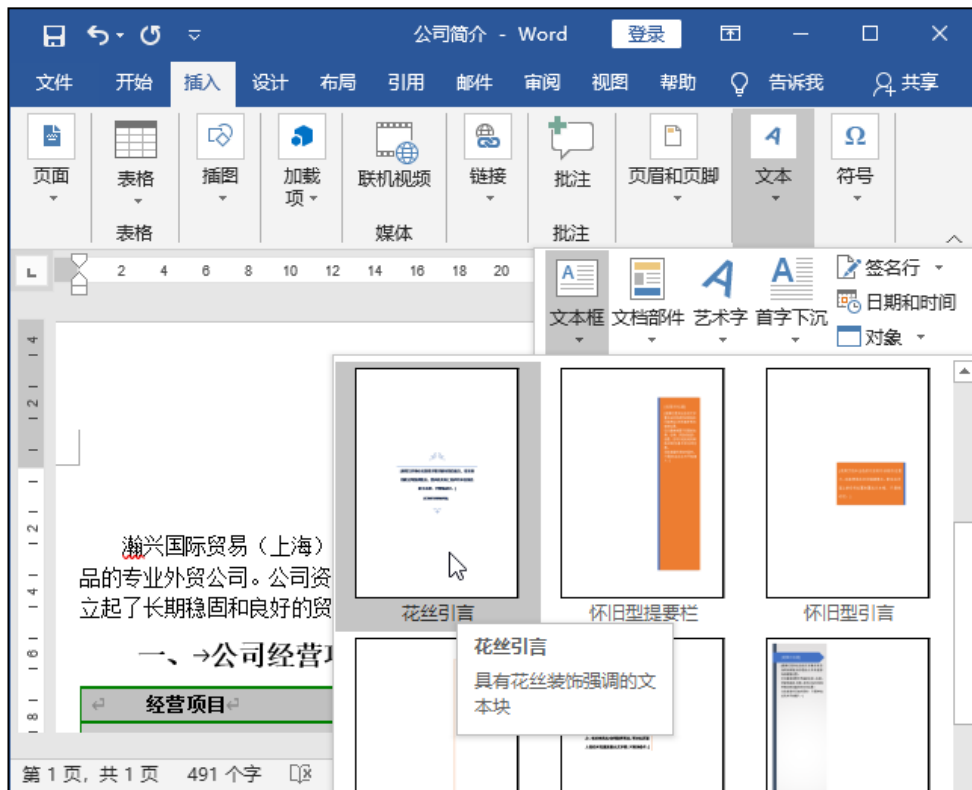 公司简介 - Word 登录
文件 开始 插入 设计 布局 引用 邮件 审阅 视图 帮助 告诉我 共享
页面 表格 插图 加载项 联机视频 链接 批注 页眉和页脚 文本 符号
表格 媒体 批注
2 4 6 8 10 12 14 16 18 20
文本框 文档部件 艺术字 首字下沉
签名行
日期和时间
对象
4
2
2
4
6
8
瀚兴国际贸易（上海）
品的专业外贸公司。公司资
立起了长期稳固和良好的贸
一、→公司经营
经营项目
花丝引言 怀旧型提要栏 怀旧型引言
花丝引言
具有花丝装饰强调的文
本块
第 1 页，共 1 页 491 个字